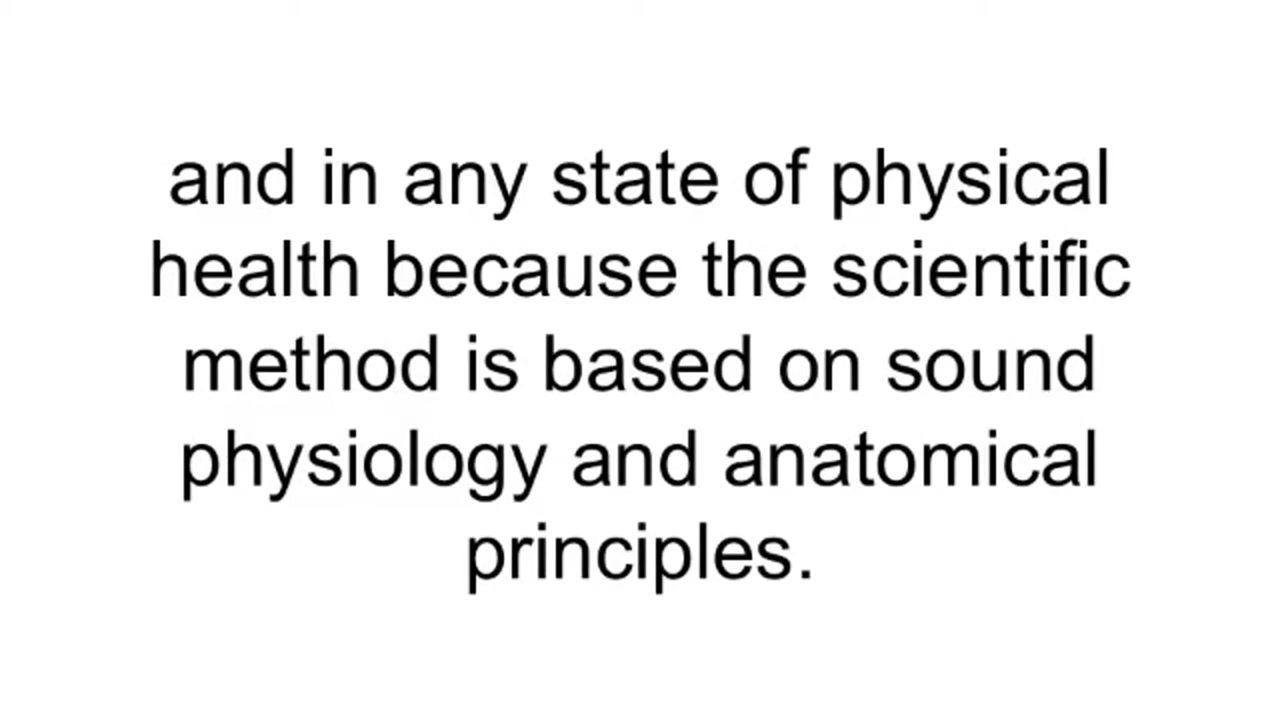 and in any state of physical
health because the scientific
method is based on sound
physiology and anatomical
principles.